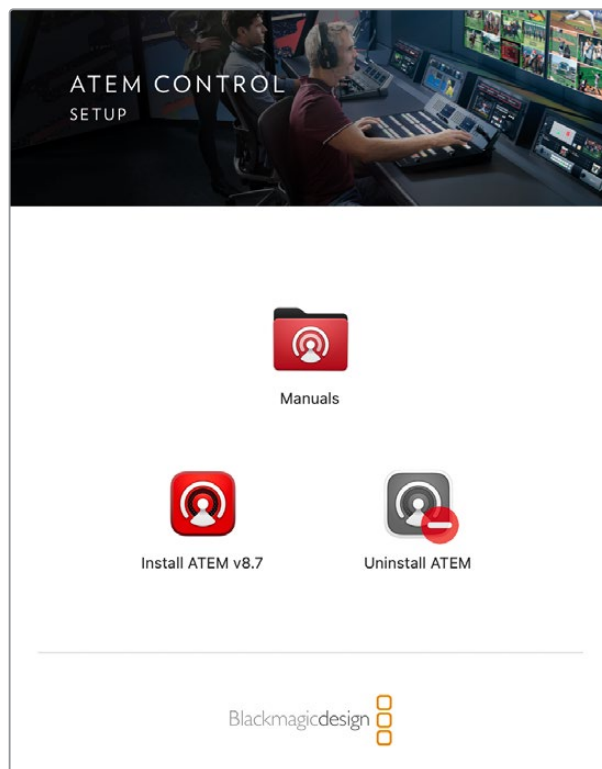 ATEM CONTROL
SETUP
Manuals
Install ATEM v8.7
Uninstall ATEM
Blackmagicdesign